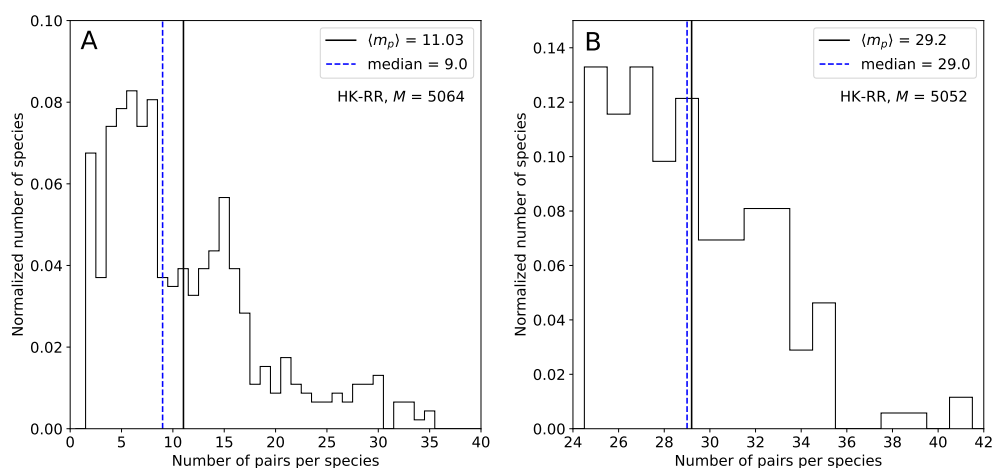 A
⟨m_p⟩ = 11.03
median = 9.0
HK-RR, M = 5064
Normalized number of species
0.10
0.08
0.06
0.04
0.02
0.00
0 5 10 15 20 25 30 35 40
Number of pairs per species
B
⟨m_p⟩ = 29.2
median = 29.0
HK-RR, M = 5052
Normalized number of species
0.14
0.12
0.10
0.08
0.06
0.04
0.02
0.00
24 26 28 30 32 34 36 38 40 42
Number of pairs per species